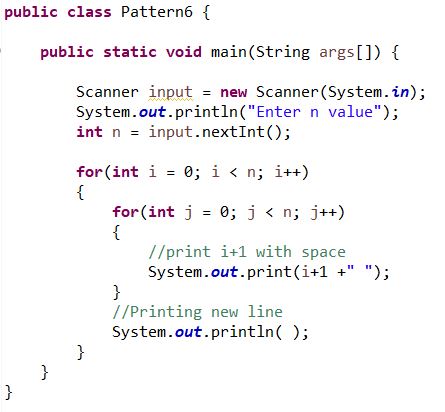 public class Pattern6 {
public static void main(String args[]) {
Scanner input = new Scanner(System.in);
System.out.println("Enter n value");
int n = input.nextInt();
for(int i = 0; i < n; i++)
{
for(int j = 0; j < n; j++)
{
//print i+1 with space
System.out.print(i+1 +" ");
}
//Printing new line
System.out.println( );
}
}
}